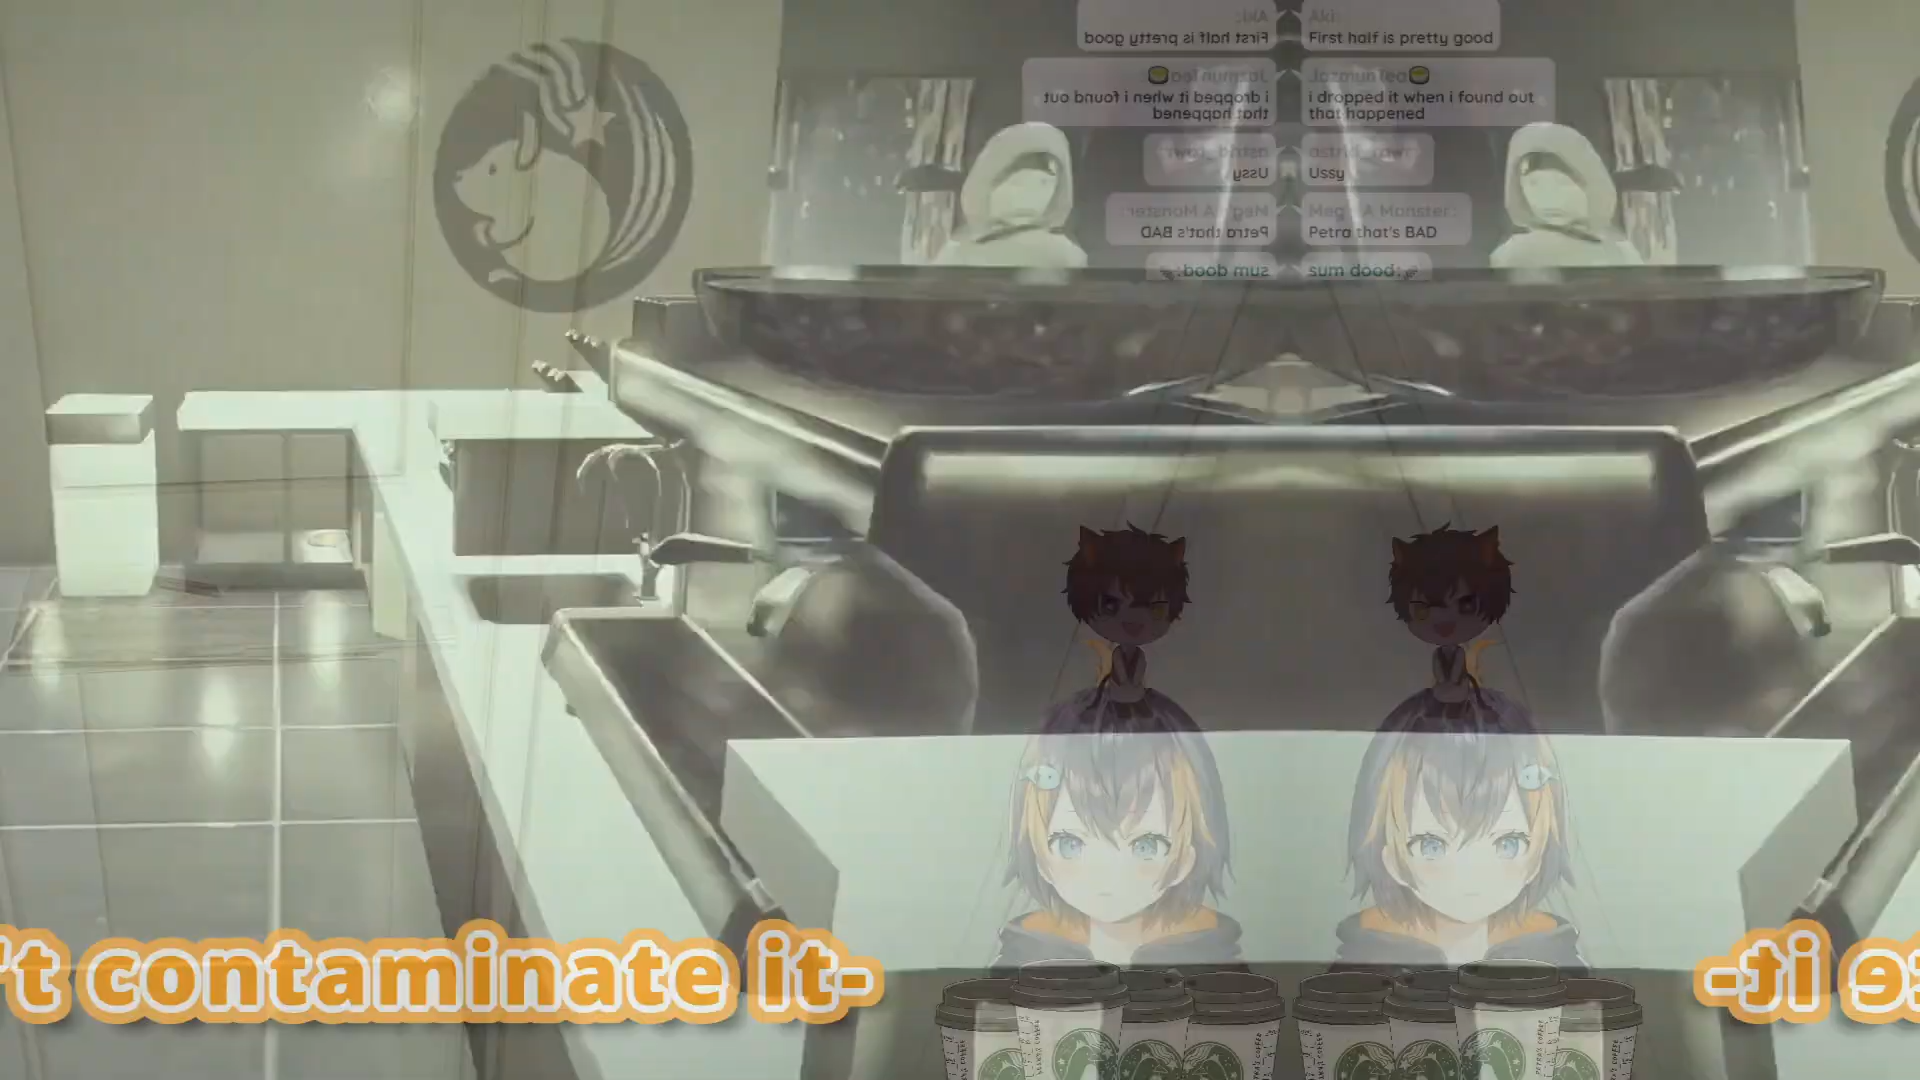 Aki:
First half is pretty good
JazmunTea
i dropped it when i found out
that happened
Ussy
Meg A Monster:
Petra that's BAD
sum dood:
't contaminate it-